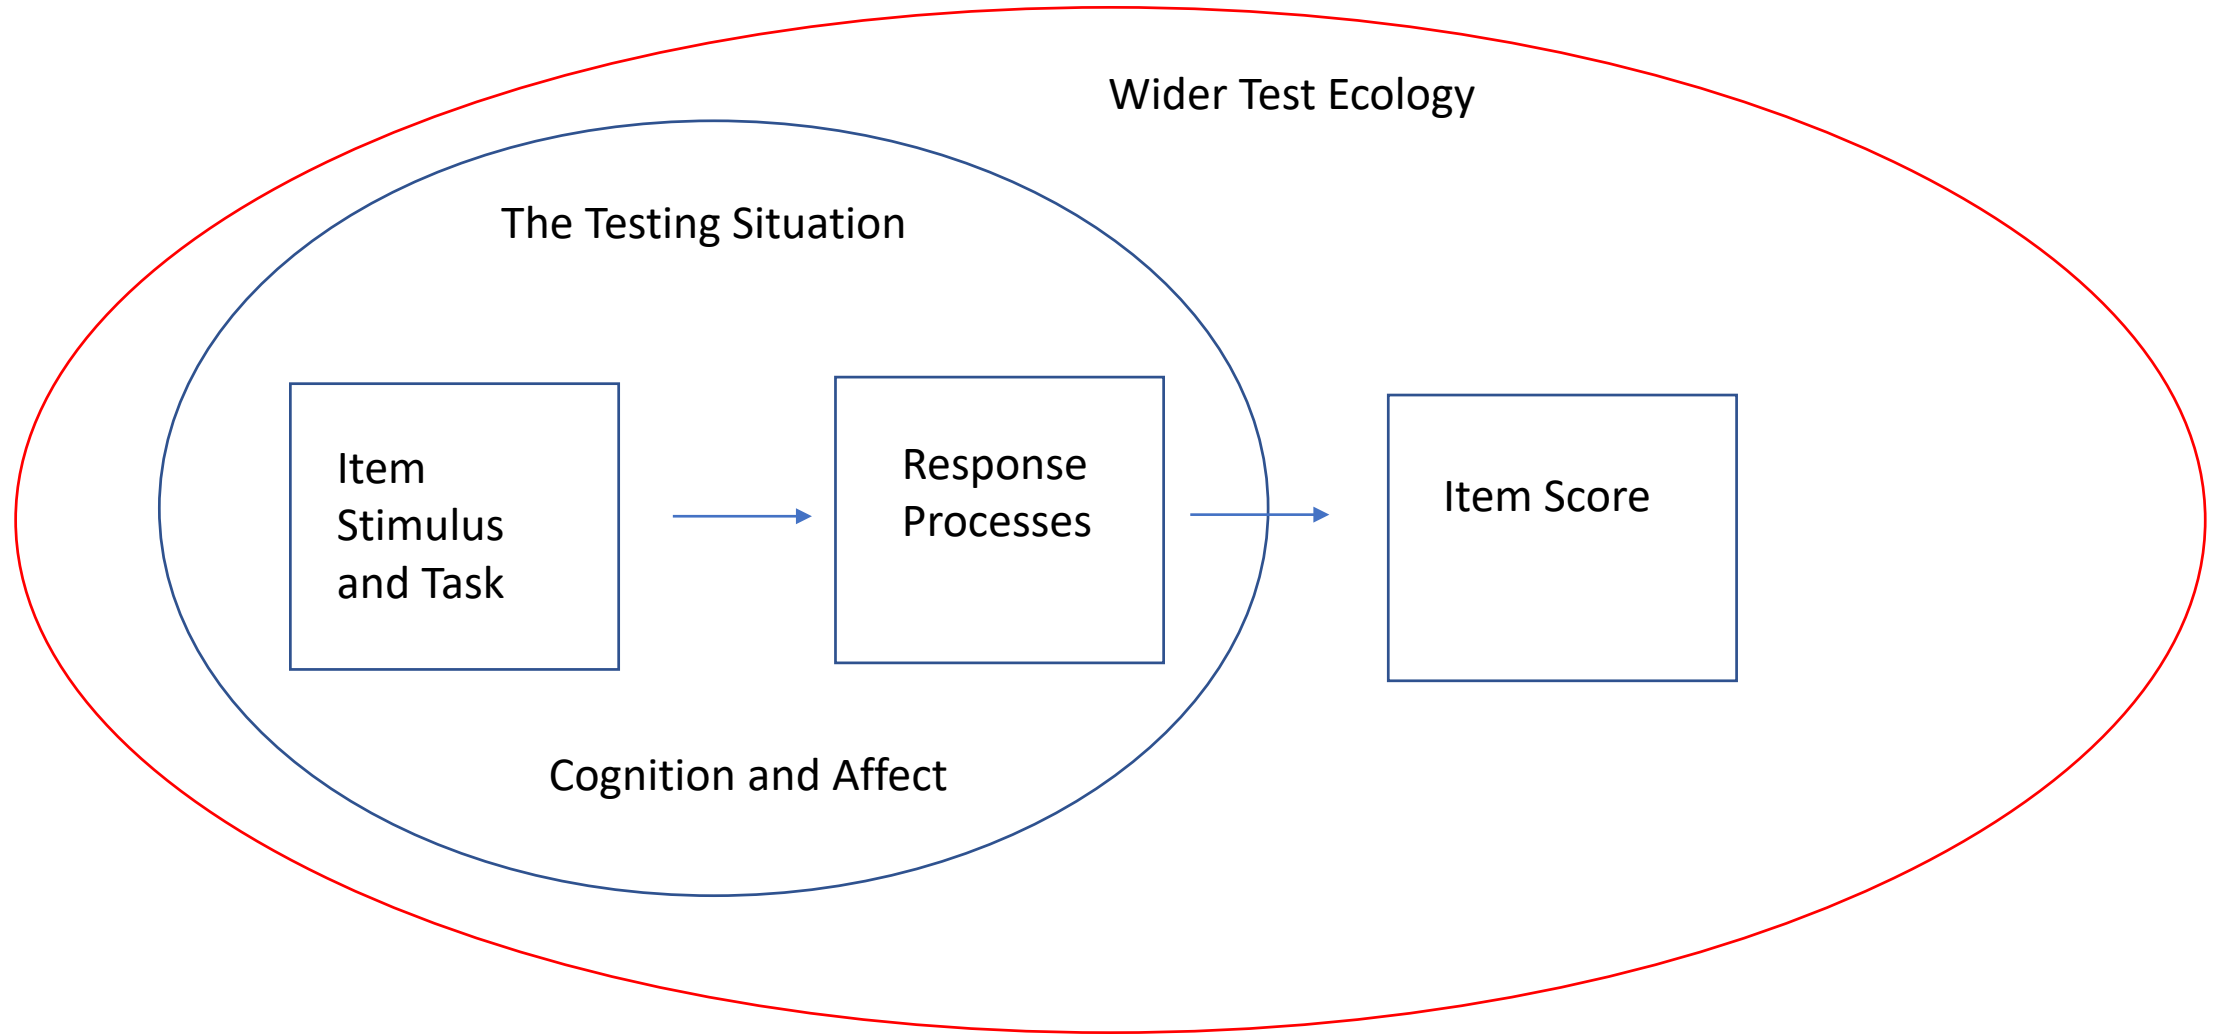 Wider Test Ecology
The Testing Situation
Item
Stimulus
and Task
Response
Processes
Item Score
Cognition and Affect